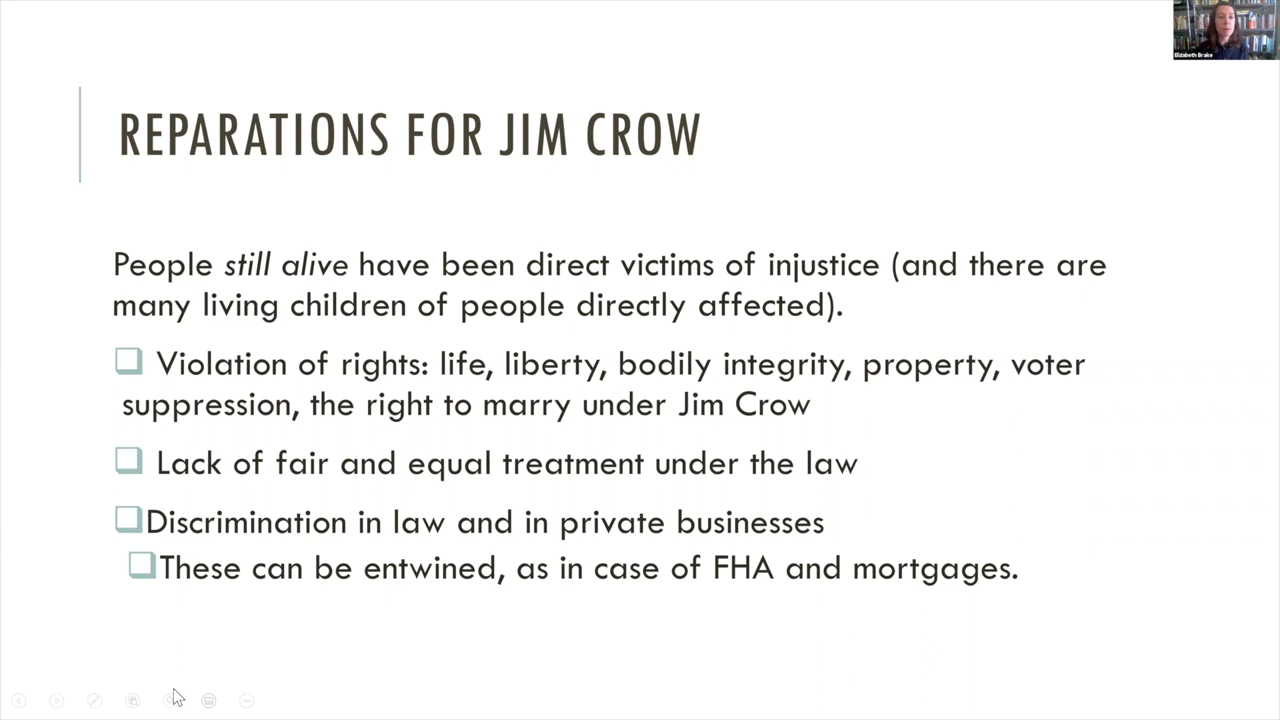 Elizabeth Brake
REPARATIONS FOR JIM CROW
People still alive have been direct victims of injustice (and there are
many living children of people directly affected).
Violation of rights: life, liberty, bodily integrity, property, voter
suppression, the right to marry under Jim Crow
Lack of fair and equal treatment under the law
Discrimination in law and in private businesses
These can be entwined, as in case of FHA and mortgages.